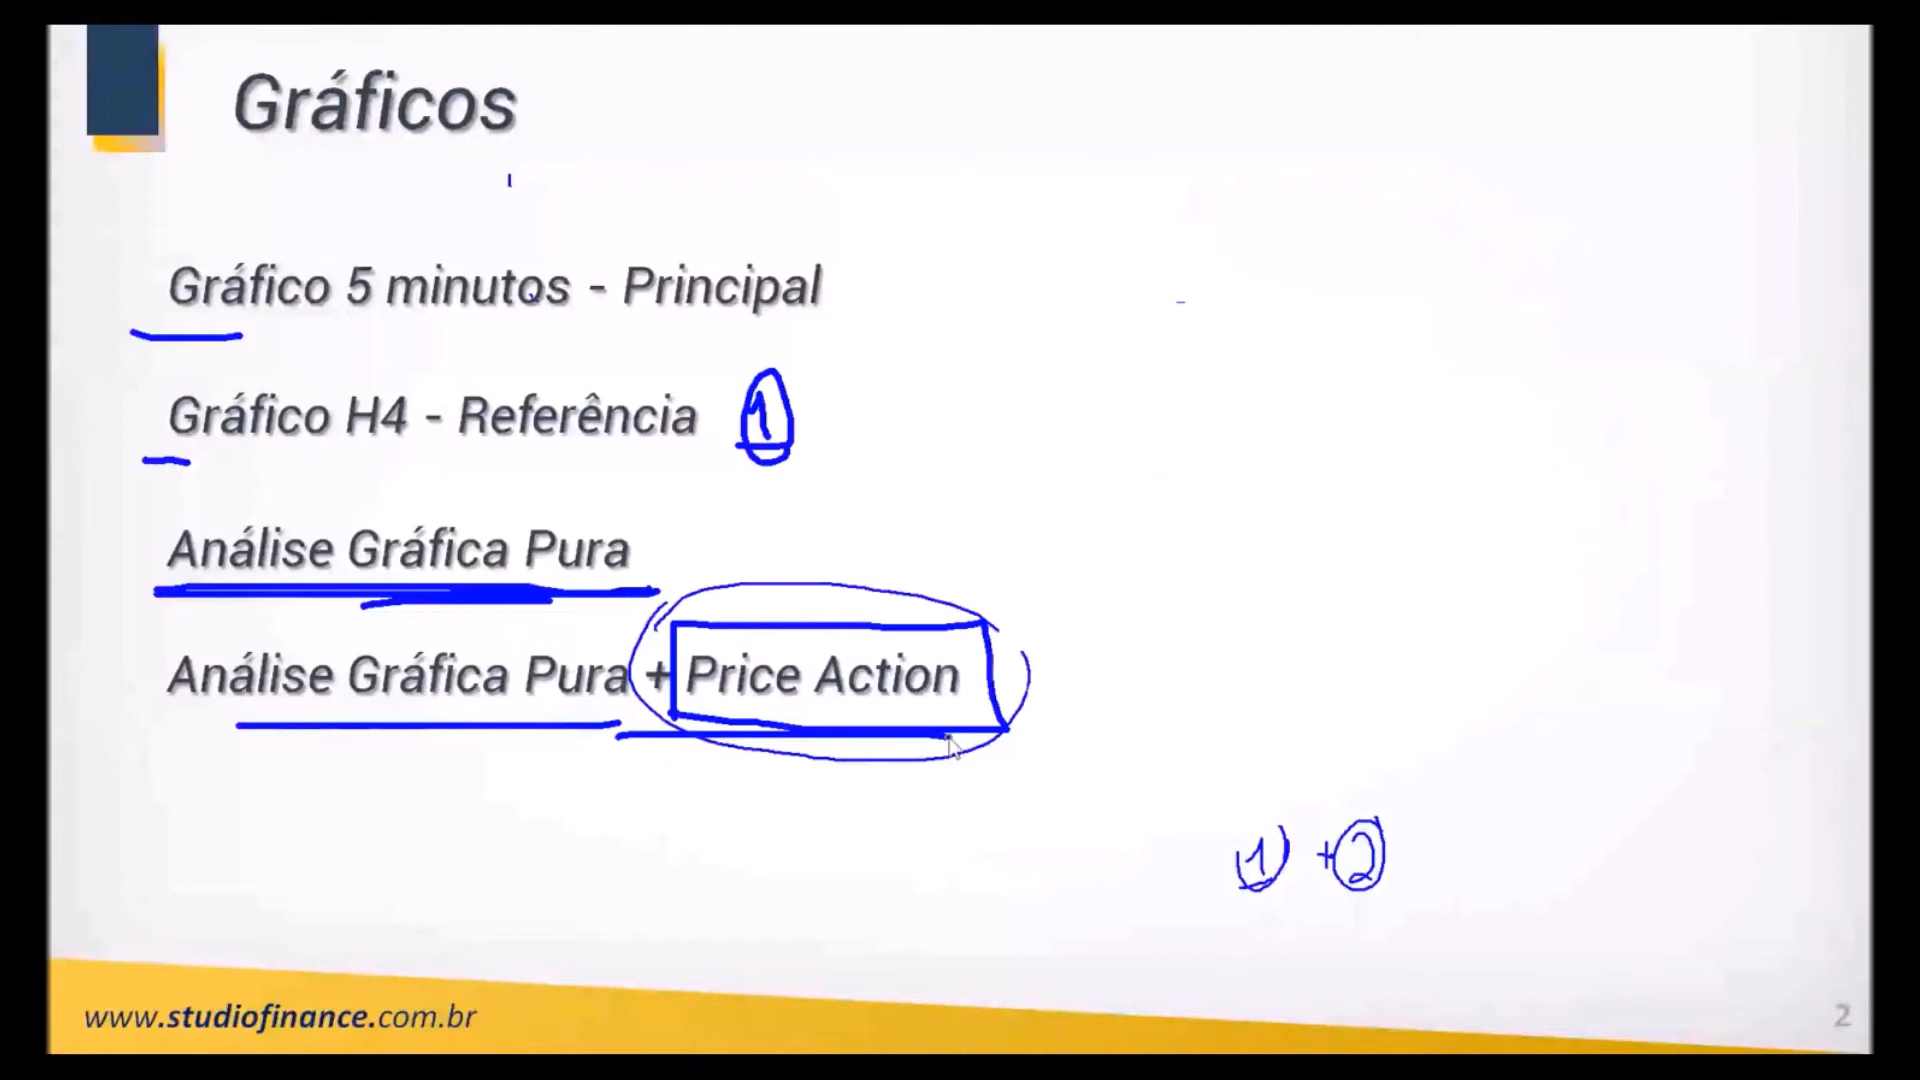 Gráficos
Gráfico 5 minutos - Principal
Gráfico H4 - Referência 1
Análise Gráfica Pura
Análise Gráfica Pura + Price Action
1 + 2
www.studiofinance.com.br
2